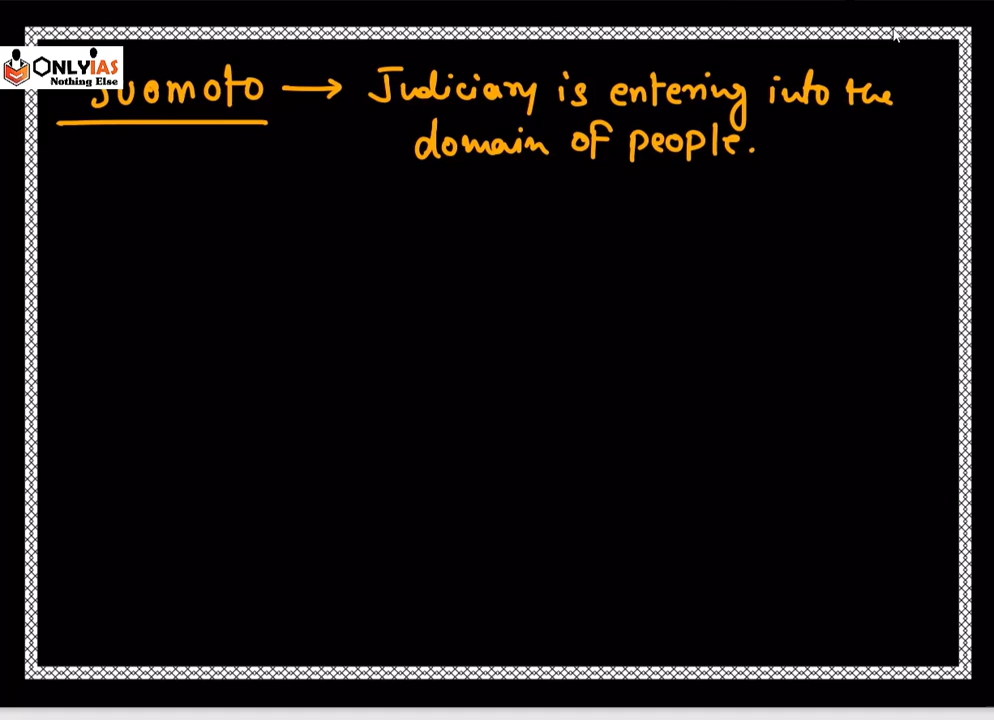 ONLYIAS
Nothing Else
Suomoto → Judiciary is entering into the
domain of people.